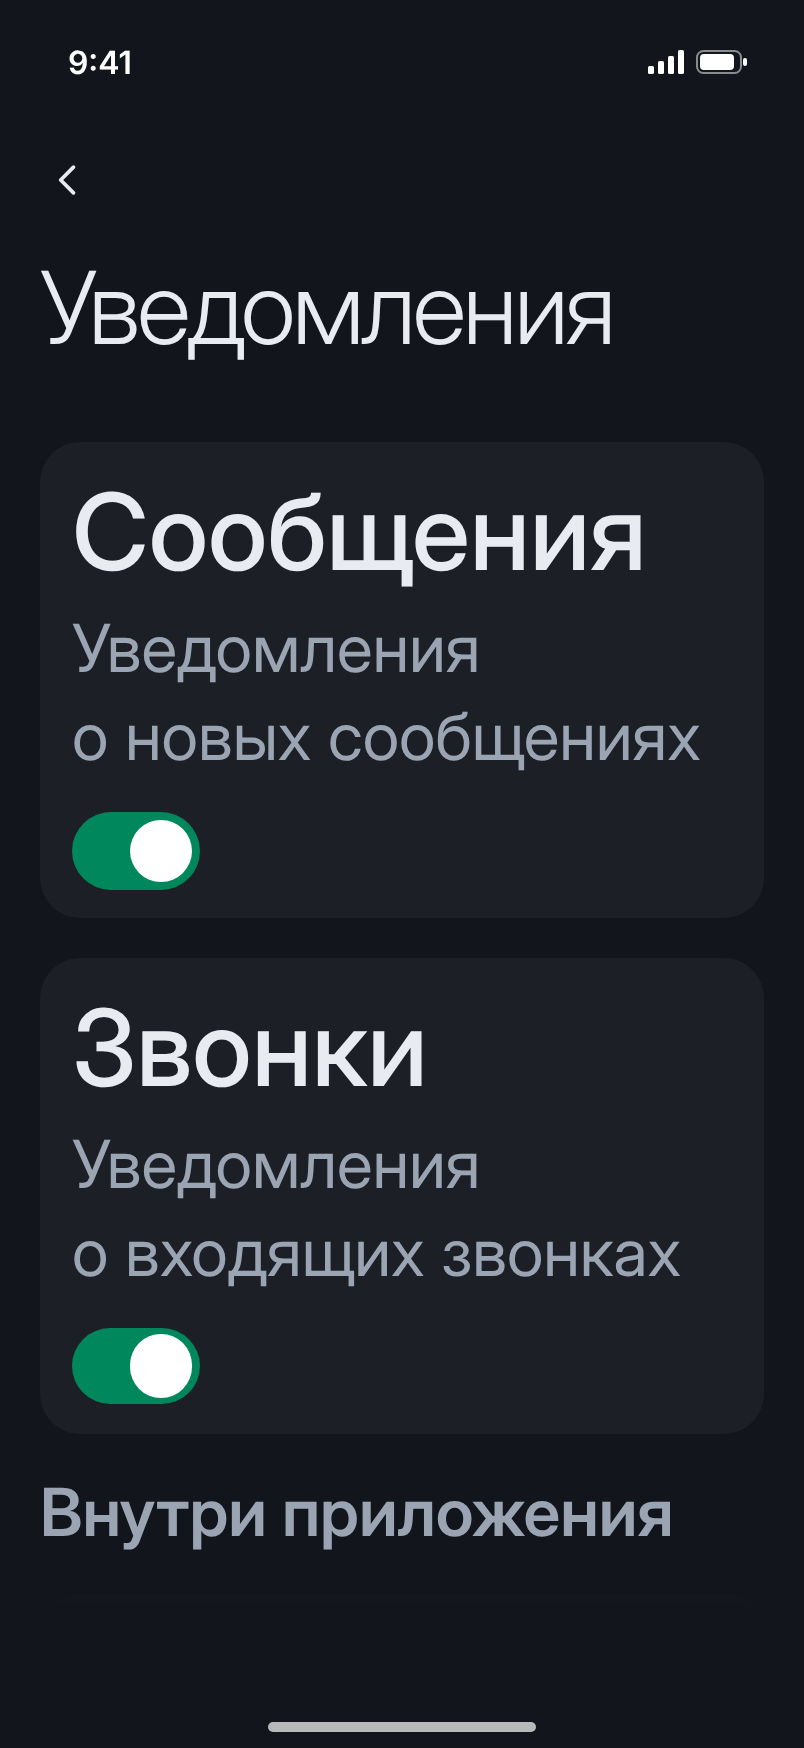 9:41
Уведомления
Сообщения
Уведомления
о новых сообщениях
Звонки
Уведомления
о входящих звонках
Внутри приложения